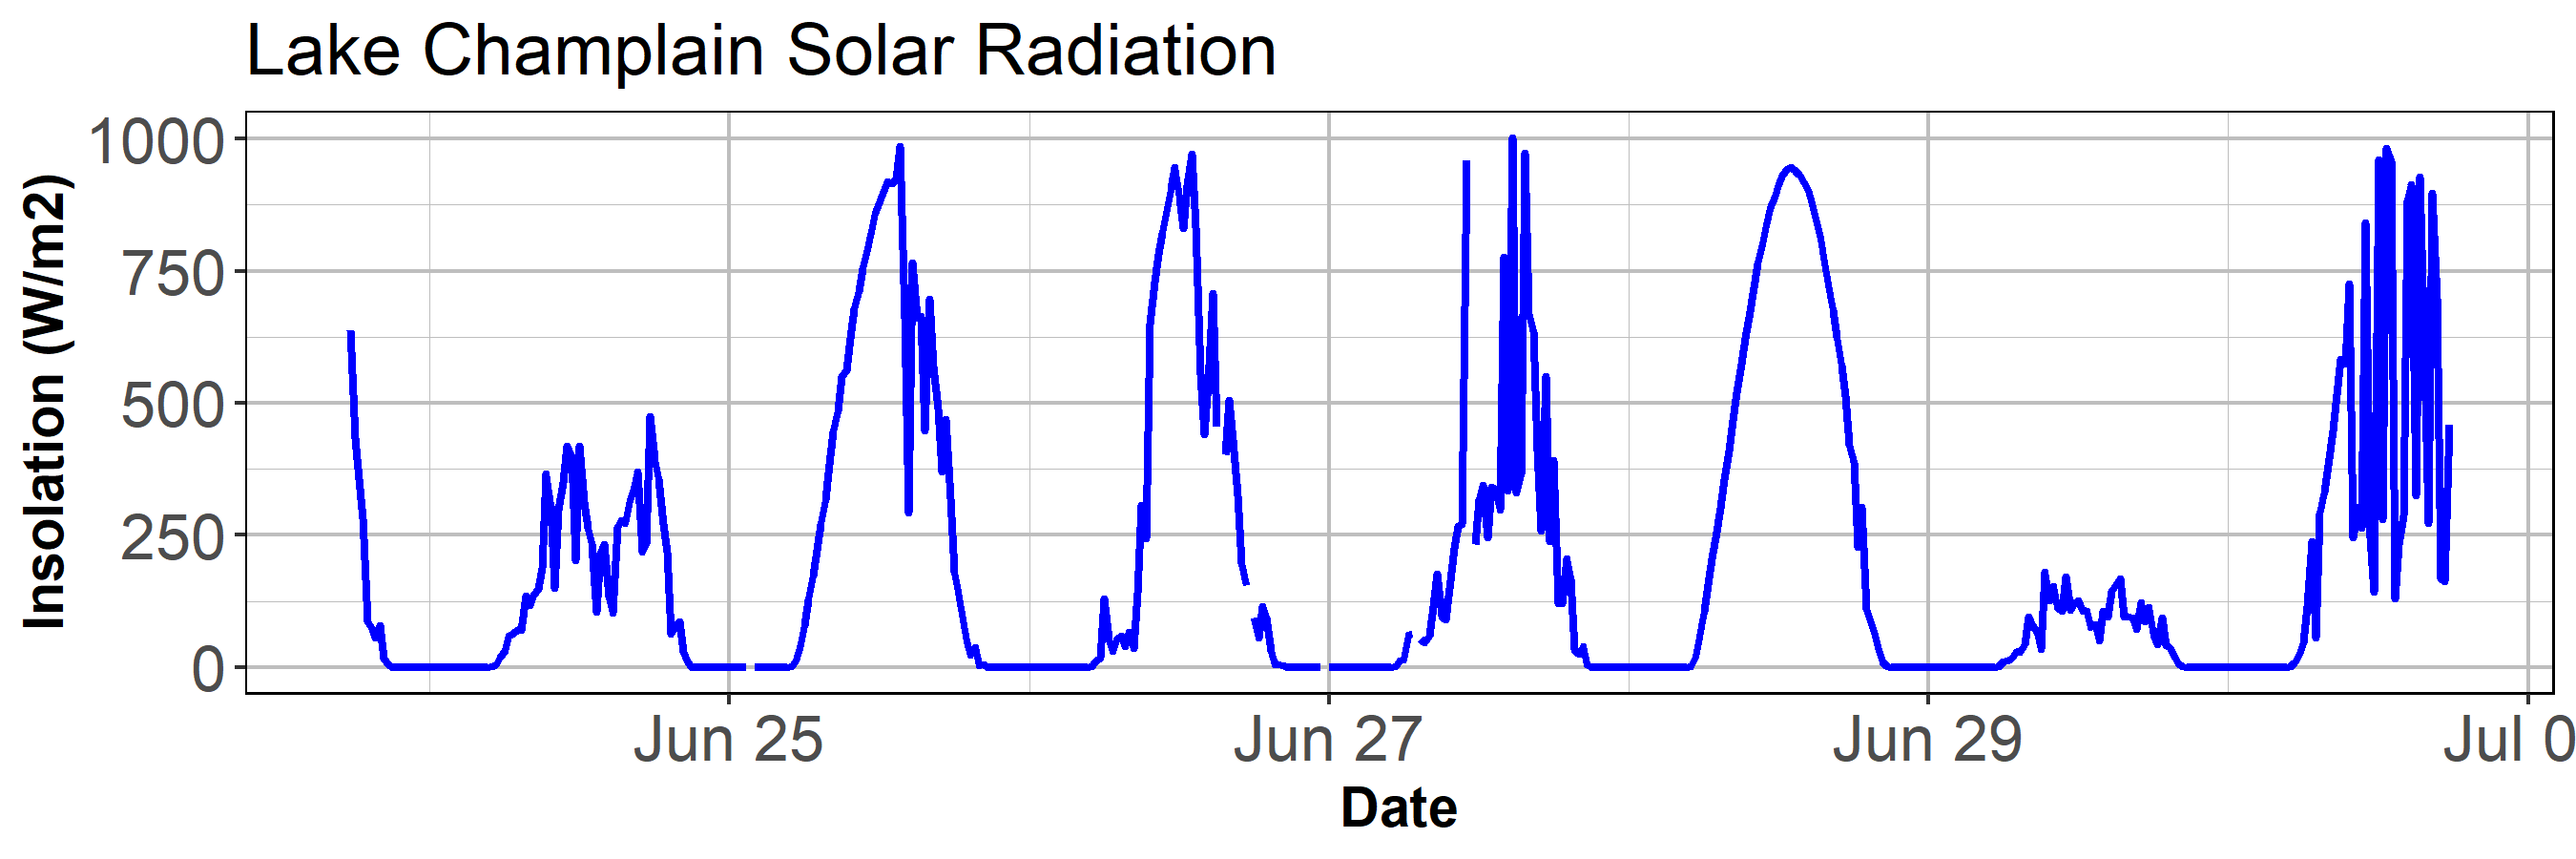 Lake Champlain Solar Radiation
Insolation (W/m2)
1000
750
500
250
0
Jun 25
Jun 27
Jun 29
Jul 0
Date